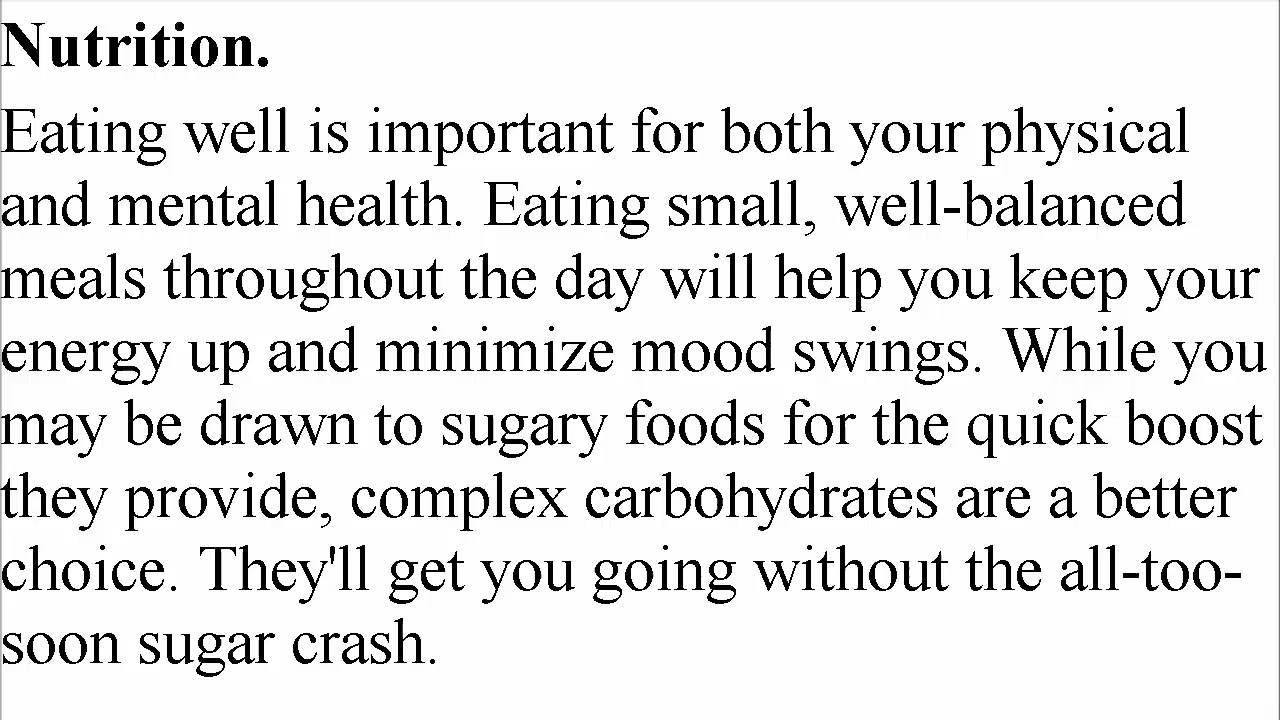 Nutrition.
Eating well is important for both your physical
and mental health. Eating small, well-balanced
meals throughout the day will help you keep your
energy up and minimize mood swings. While you
may be drawn to sugary foods for the quick boost
they provide, complex carbohydrates are a better
choice. They'll get you going without the all-too-
soon sugar crash.